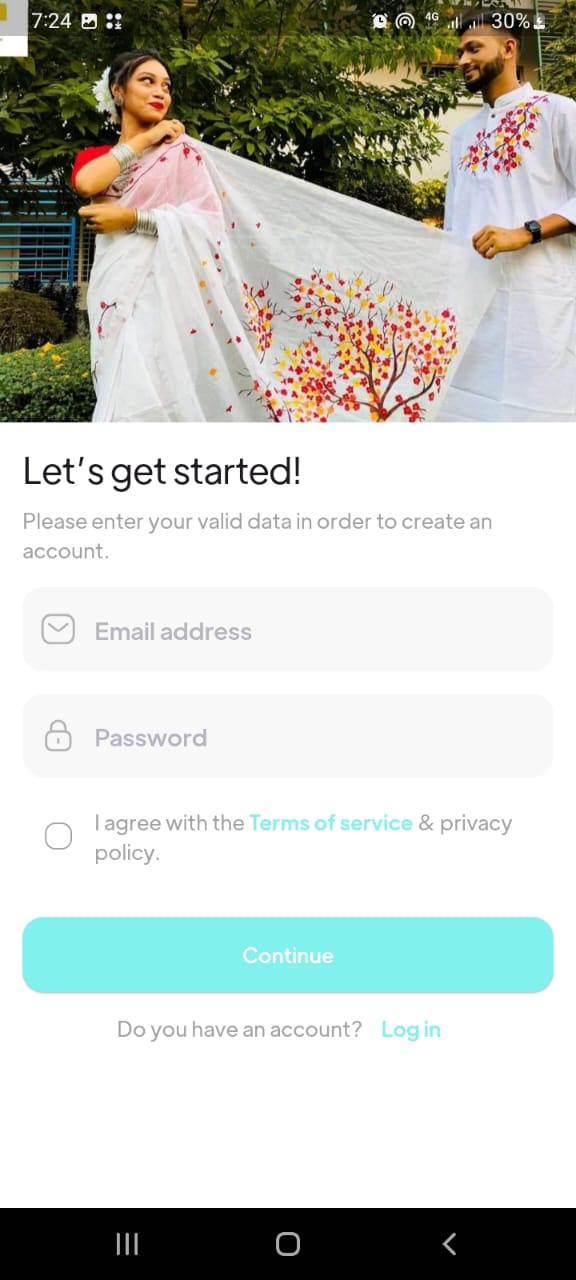 7:24
4G
30%
Let's get started!
Please enter your valid data in order to create an
account.
Email address
Password
I agree with the Terms of service & privacy
policy.
Continue
Do you have an account? Log in